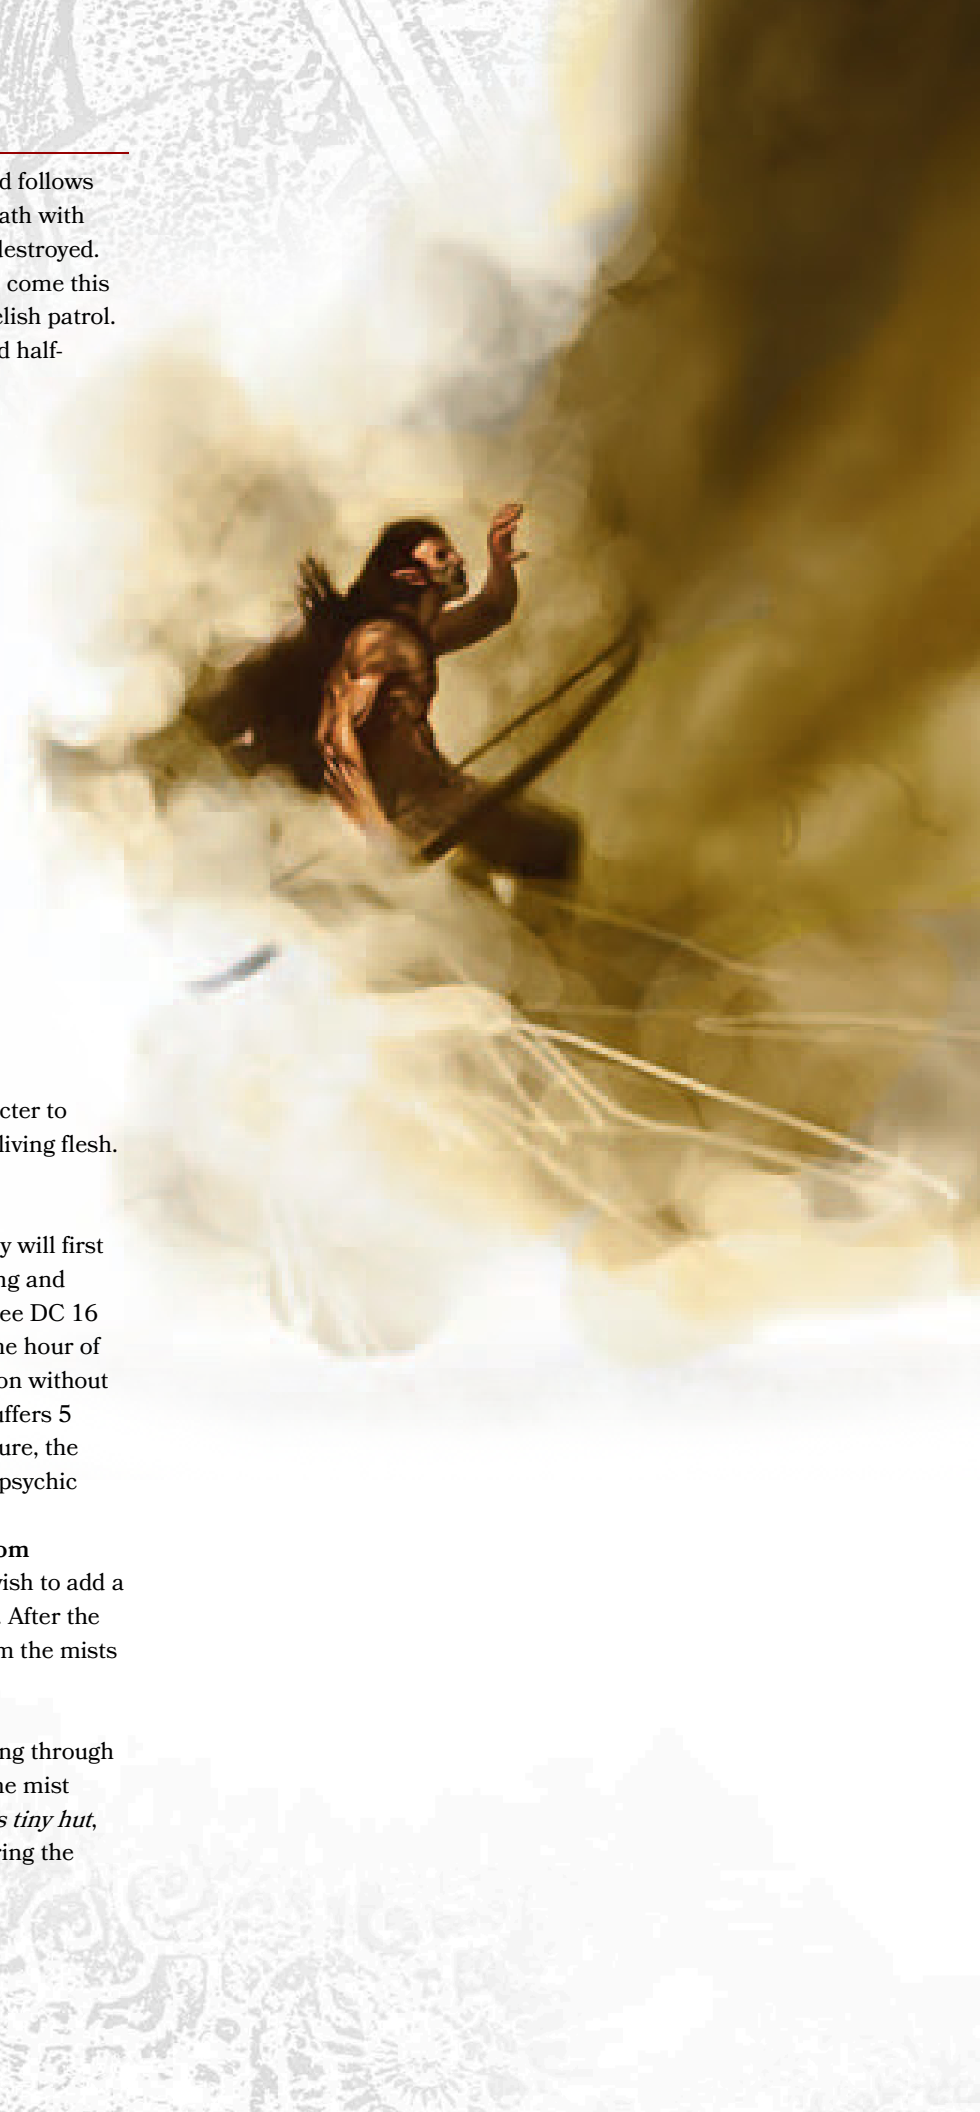 d follows
ath with
lestroyed.
come this
elish patrol.
d half-
cter to
living flesh.
y will first
ng and
ee DC 16
he hour of
on without
uffers 5
ure, the
psychic
om
wish to add a
. After the
m the mists
ng through
he mist
s tiny hut,
ring the